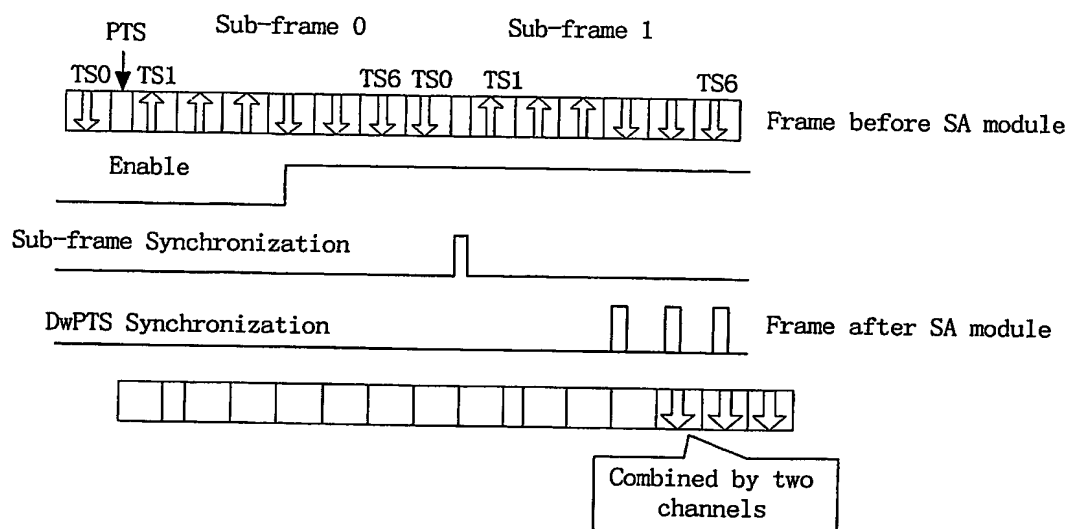 Sub-frame 0
Sub-frame 1
PTS
TS0
TS1
TS6
TS0
TS1
TS6
Frame before SA module
Enable
Sub-frame Synchronization
DwPTS Synchronization
Frame after SA module
Combined by two
channels